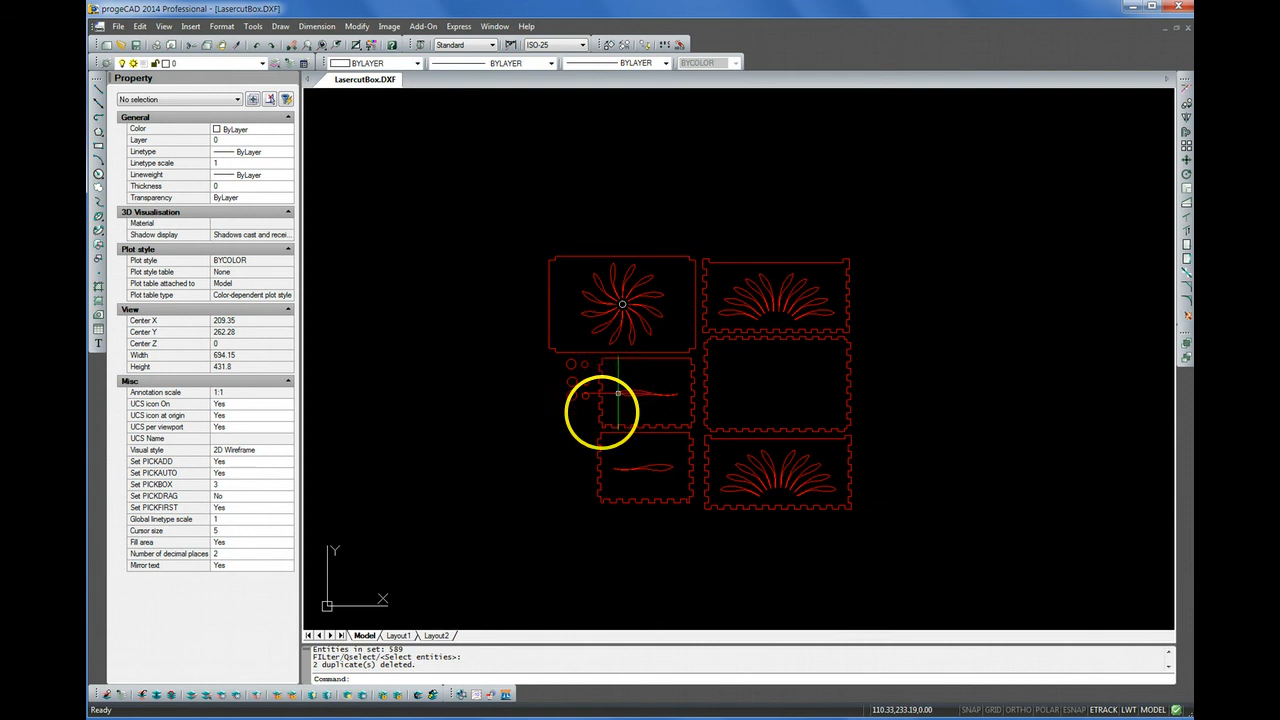 progeCAD 2014 Professional - [LasercutBox.DXF]
File Edit View Insert Format Tools Draw Dimension Modify Image Add-On Express Window Help
Standard ISO-25
0 BYLAYER BYLAYER BYLAYER BYCOLOR
Property
LasercutBox.DXF
No selection
General
Color ByLayer
Layer 0
Linetype ByLayer
Linetype scale 1
Lineweight ByLayer
Thickness 0
Transparency ByLayer
3D Visualisation
Material
Shadow display Shadows cast and recei...
Plot style
Plot style BYCOLOR
Plot style table None
Plot table attached to Model
Plot table type Color-dependent plot style
View
Center X 209.35
Center Y 262.28
Center Z 0
Width 694.15
Height 431.8
Misc
Annotation scale 1:1
UCS icon On Yes
UCS icon at origin Yes
UCS per viewport Yes
UCS Name
Visual style 2D Wireframe
Set PICKADD Yes
Set PICKAUTO Yes
Set PICKBOX 3
Set PICKDRAG No
Set PICKFIRST Yes
Global linetype scale 1
Cursor size 5
Fill area Yes
Number of decimal places 2
Mirror text Yes
Y
X
Model Layout1 Layout2
Entities in set: 589
FILter/Qselect/<Select entities>:
2 duplicate(s) deleted.
Command:
Ready 110.33,233.19,0.00 SNAP GRID ORTHO POLAR ESNAP ETRACK LWT MODEL